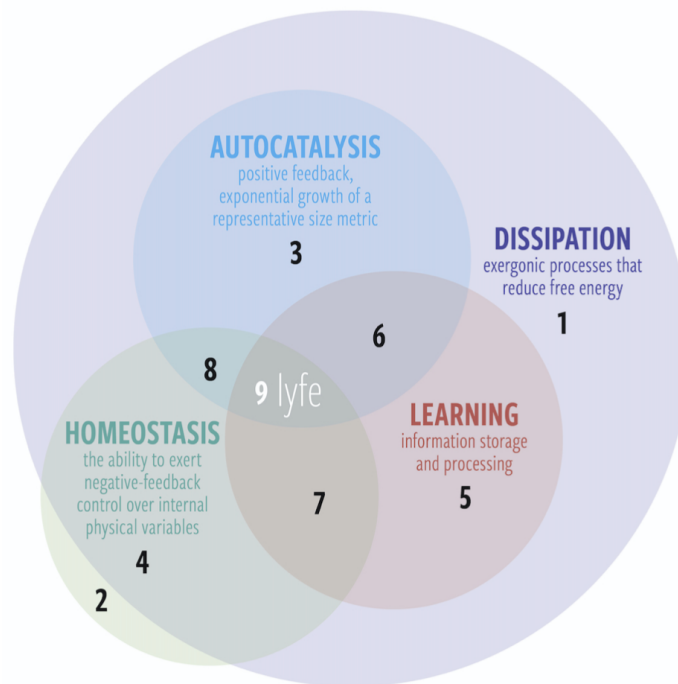 AUTOCATALYSIS
positive feedback,
exponential growth of a
representative size metric
3
DISSIPATION
exergonic processes that
reduce free energy
1
6
8
9 lyfe
HOMEOSTASIS
the ability to exert
negative-feedback
control over internal
physical variables
4
2
LEARNING
information storage
and processing
5
7